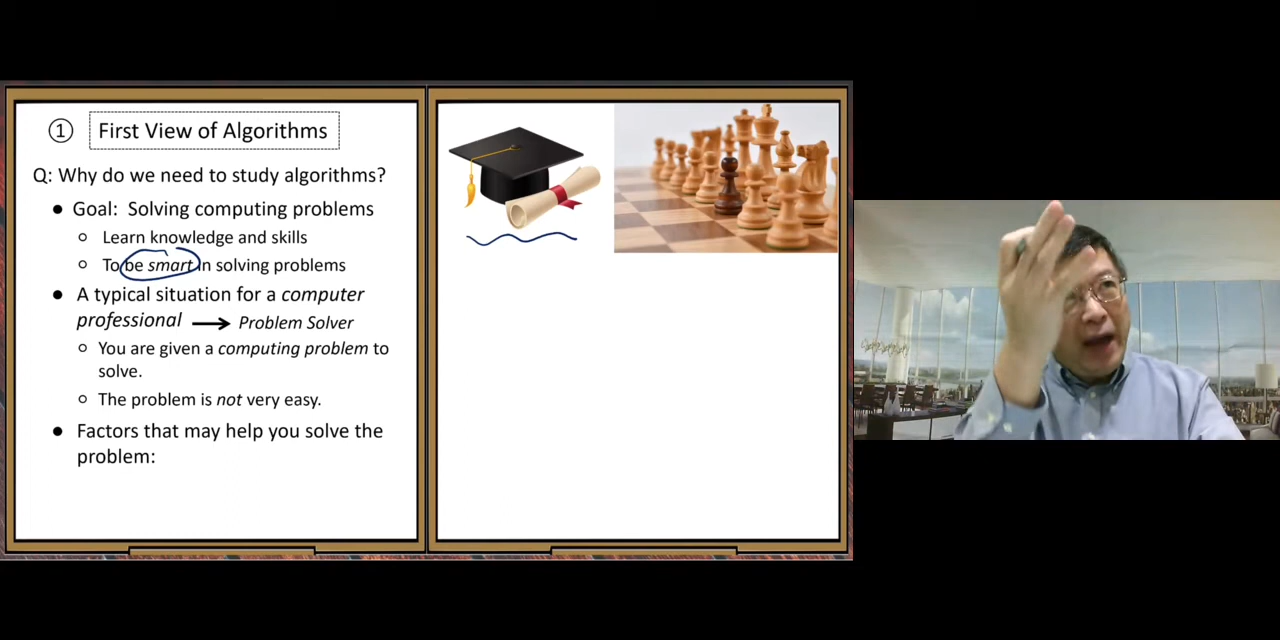 ① First View of Algorithms
Q: Why do we need to study algorithms?
● Goal: Solving computing problems
○ Learn knowledge and skills
○ To be smart in solving problems
● A typical situation for a computer
professional → Problem Solver
○ You are given a computing problem to
solve.
○ The problem is not very easy.
● Factors that may help you solve the
problem: